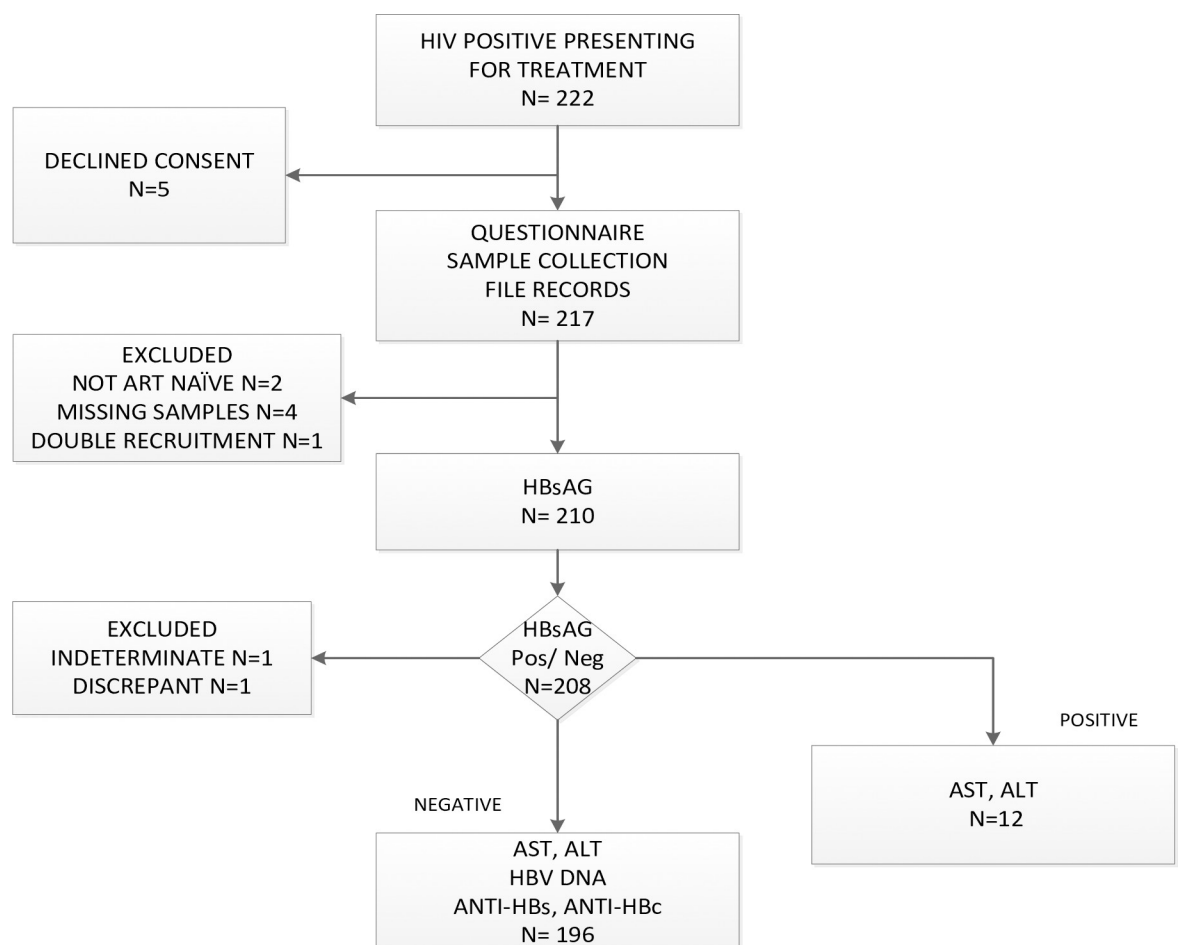 HIV POSITIVE PRESENTING
FOR TREATMENT
N= 222
DECLINED CONSENT
N=5
QUESTIONNAIRE
SAMPLE COLLECTION
FILE RECORDS
N= 217
EXCLUDED
NOT ART NAÏVE N=2
MISSING SAMPLES N=4
DOUBLE RECRUITMENT N=1
HBsAG
N= 210
HBsAG
Pos/ Neg
N=208
EXCLUDED
INDETERMINATE N=1
DISCREPANT N=1
POSITIVE
AST, ALT
N=12
NEGATIVE
AST, ALT
HBV DNA
ANTI-HBs, ANTI-HBc
N= 196